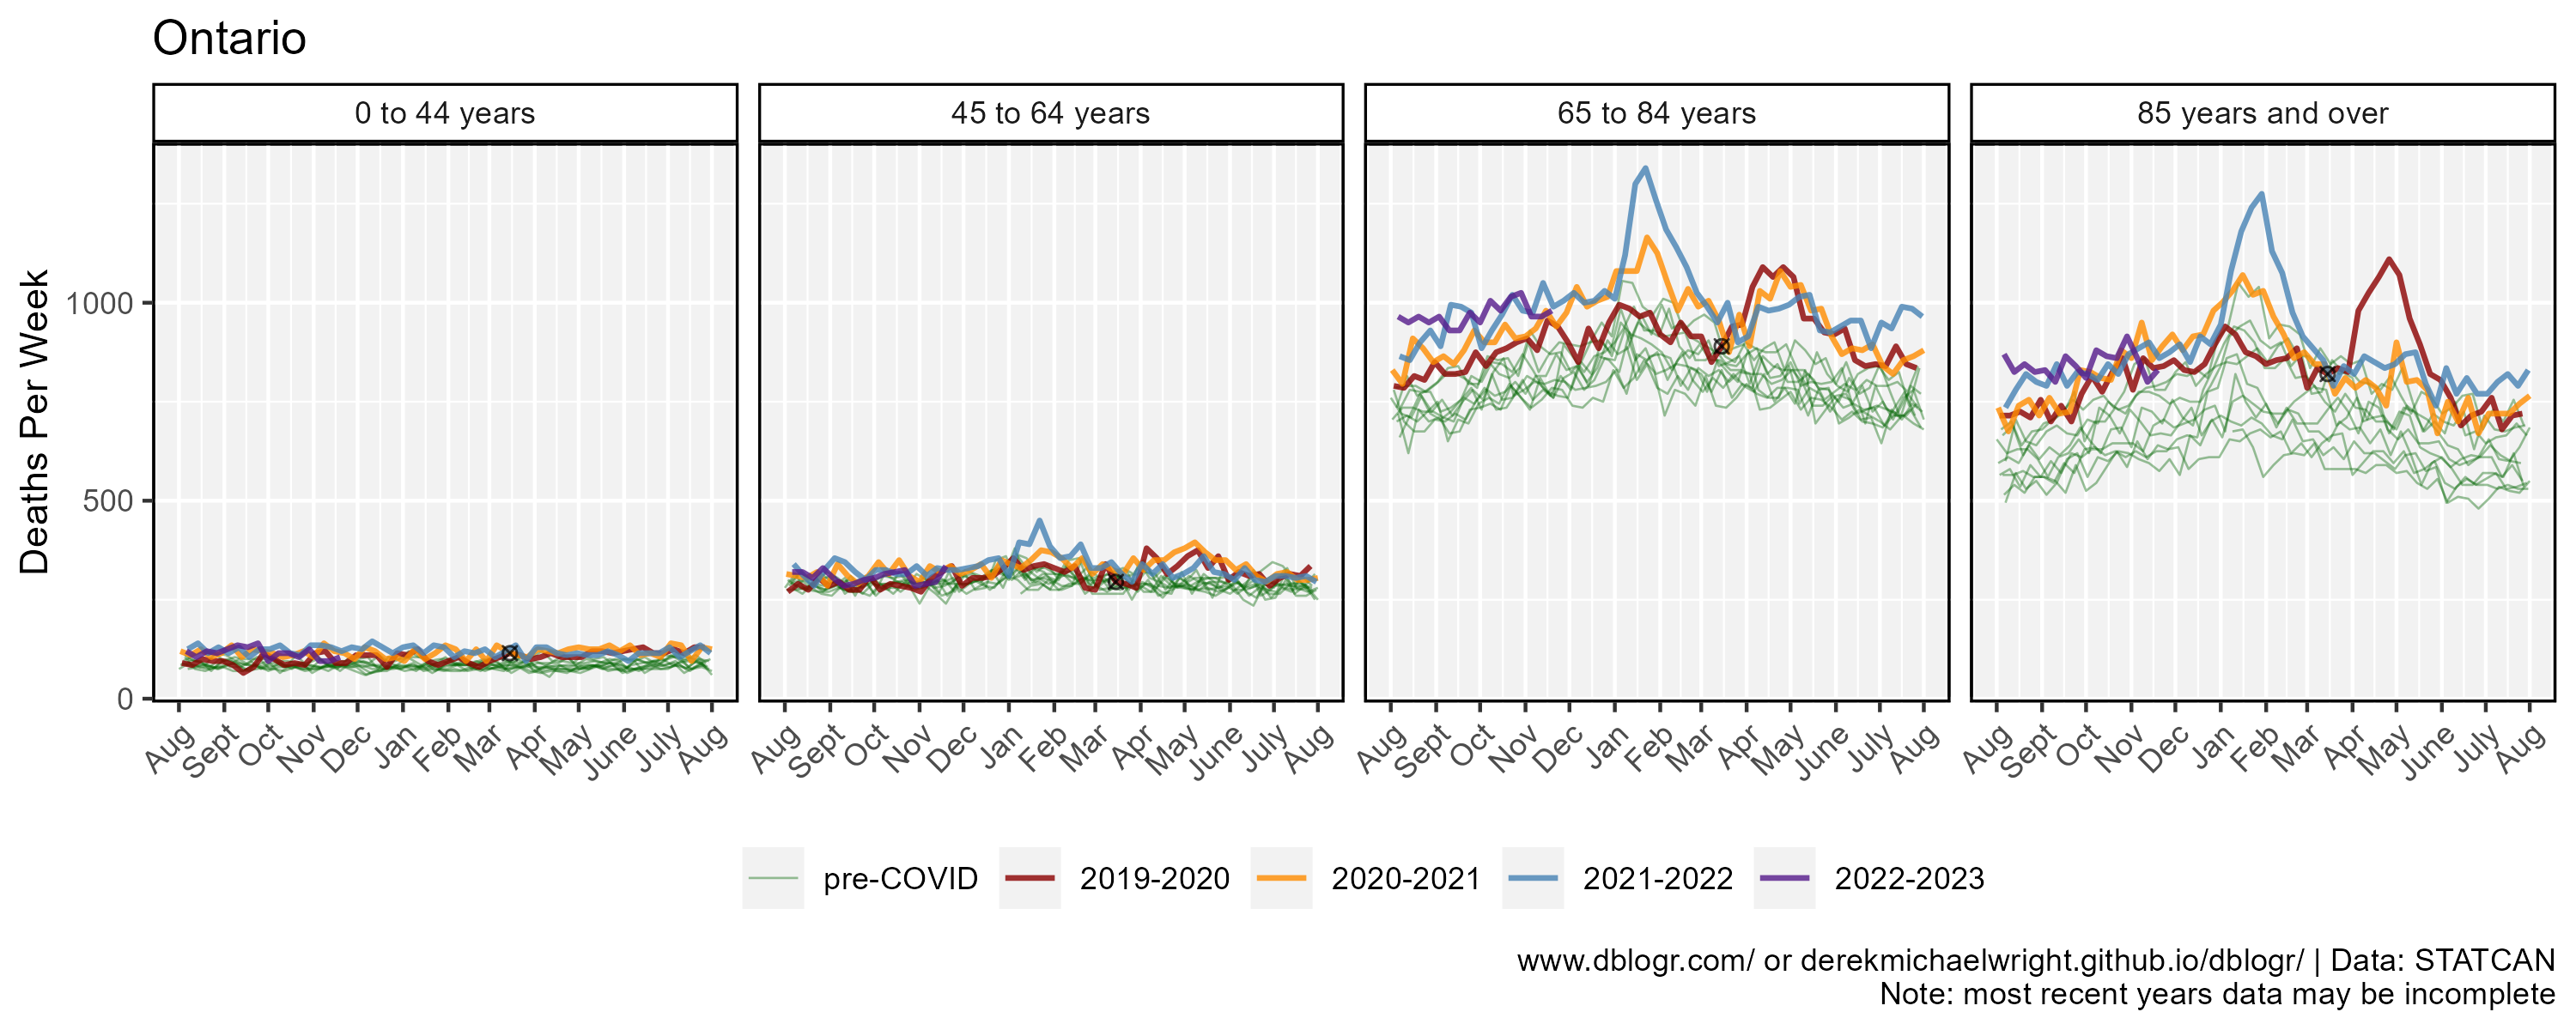 Ontario
0 to 44 years
45 to 64 years
65 to 84 years
85 years and over
Deaths Per Week
1000
500
0
Aug Sept Oct Nov Dec Jan Feb Mar Apr May June July Aug
Aug Sept Oct Nov Dec Jan Feb Mar Apr May June July Aug
Aug Sept Oct Nov Dec Jan Feb Mar Apr May June July Aug
Aug Sept Oct Nov Dec Jan Feb Mar Apr May June July Aug
pre-COVID 2019-2020 2020-2021 2021-2022 2022-2023
www.dblogr.com/ or derekmichaelwright.github.io/dblogr/ | Data: STATCAN
Note: most recent years data may be incomplete